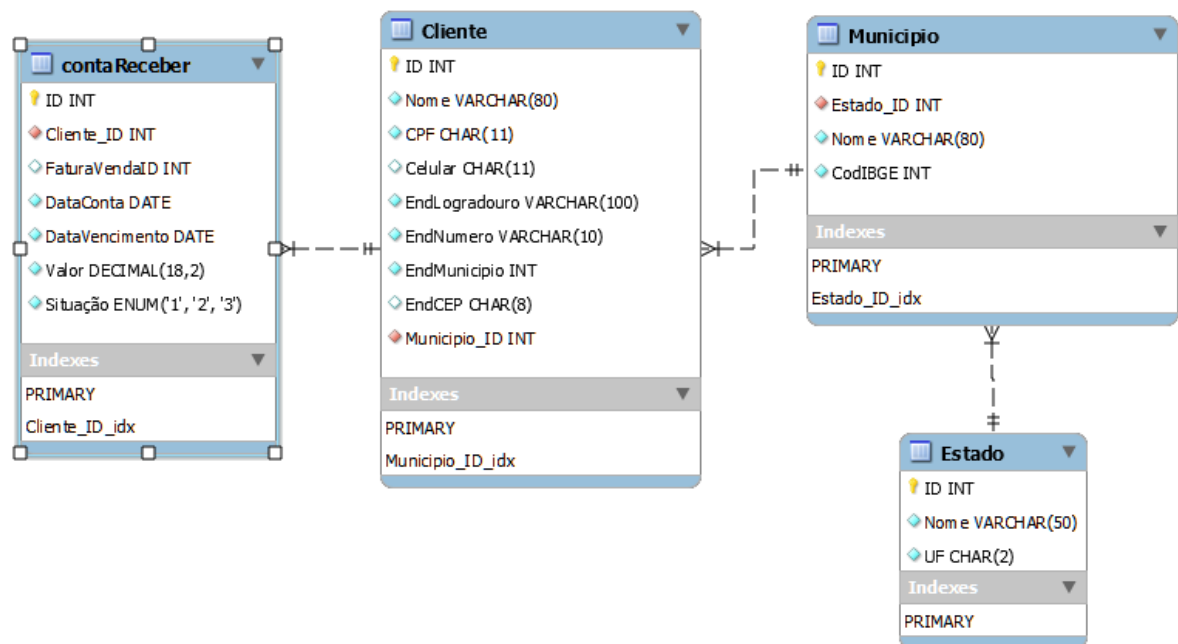 contaReceber
ID INT
Cliente_ID INT
FaturaVendaID INT
DataConta DATE
DataVencimento DATE
Valor DECIMAL(18,2)
Situação ENUM('1', '2', '3')
Indexes
PRIMARY
Cliente_ID_idx
Cliente
ID INT
Nome VARCHAR(80)
CPF CHAR(11)
Celular CHAR(11)
EndLogradouro VARCHAR(100)
EndNumero VARCHAR(10)
EndMunicipio INT
EndCEP CHAR(8)
Municipio_ID INT
Indexes
PRIMARY
Municipio_ID_idx
Municipio
ID INT
Estado_ID INT
Nome VARCHAR(80)
CodIBGE INT
Indexes
PRIMARY
Estado_ID_idx
Estado
ID INT
Nome VARCHAR(50)
UF CHAR(2)
Indexes
PRIMARY